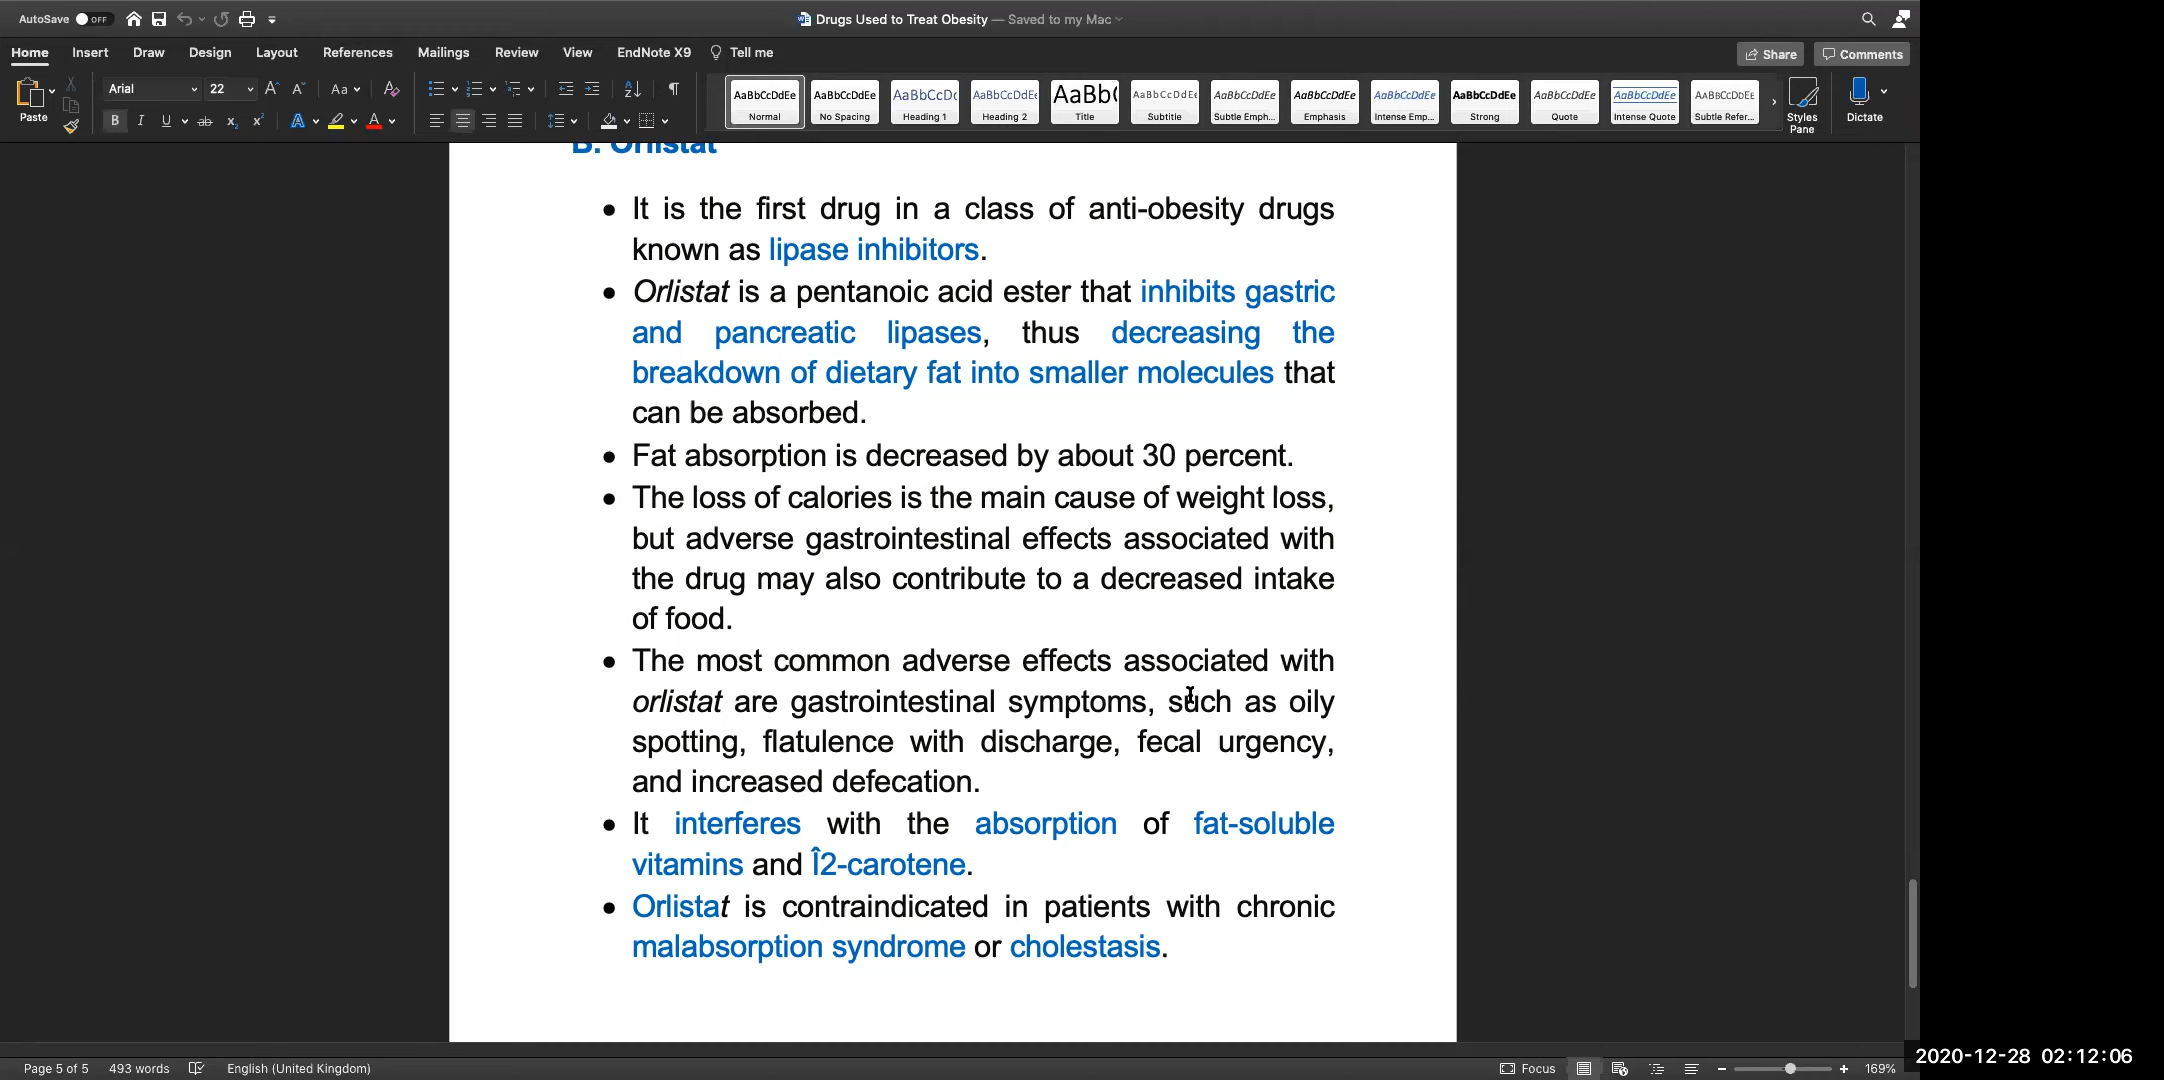 AutoSave OFF
Drugs Used to Treat Obesity — Saved to my Mac
Home Insert Draw Design Layout References Mailings Review View EndNote X9 Tell me
Share Comments
Paste
Arial 22
AaBbCcDdEe AaBbCcDdEe AaBbCcDc AaBbCcDdEe AaBb( AaBbCcDdEe AaBbCcDdEe AaBbCcDdEe AaBbCcDdEe AaBbCcDdEe AaBbCcDdEe AaBbCcDdEe AaBbCcDdEe
Normal No Spacing Heading 1 Heading 2 Title Subtitle Subtle Emph... Emphasis Intense Emp... Strong Quote Intense Quote Subtle Refer...
Styles Pane
Dictate
B. Orlistat
• It is the first drug in a class of anti-obesity drugs
known as lipase inhibitors.
• Orlistat is a pentanoic acid ester that inhibits gastric
and pancreatic lipases, thus decreasing the
breakdown of dietary fat into smaller molecules that
can be absorbed.
• Fat absorption is decreased by about 30 percent.
• The loss of calories is the main cause of weight loss,
but adverse gastrointestinal effects associated with
the drug may also contribute to a decreased intake
of food.
• The most common adverse effects associated with
orlistat are gastrointestinal symptoms, such as oily
spotting, flatulence with discharge, fecal urgency,
and increased defecation.
• It interferes with the absorption of fat-soluble
vitamins and Î2-carotene.
• Orlistat is contraindicated in patients with chronic
malabsorption syndrome or cholestasis.
Page 5 of 5 493 words English (United Kingdom)
Focus 169%
2020-12-28 02:12:06